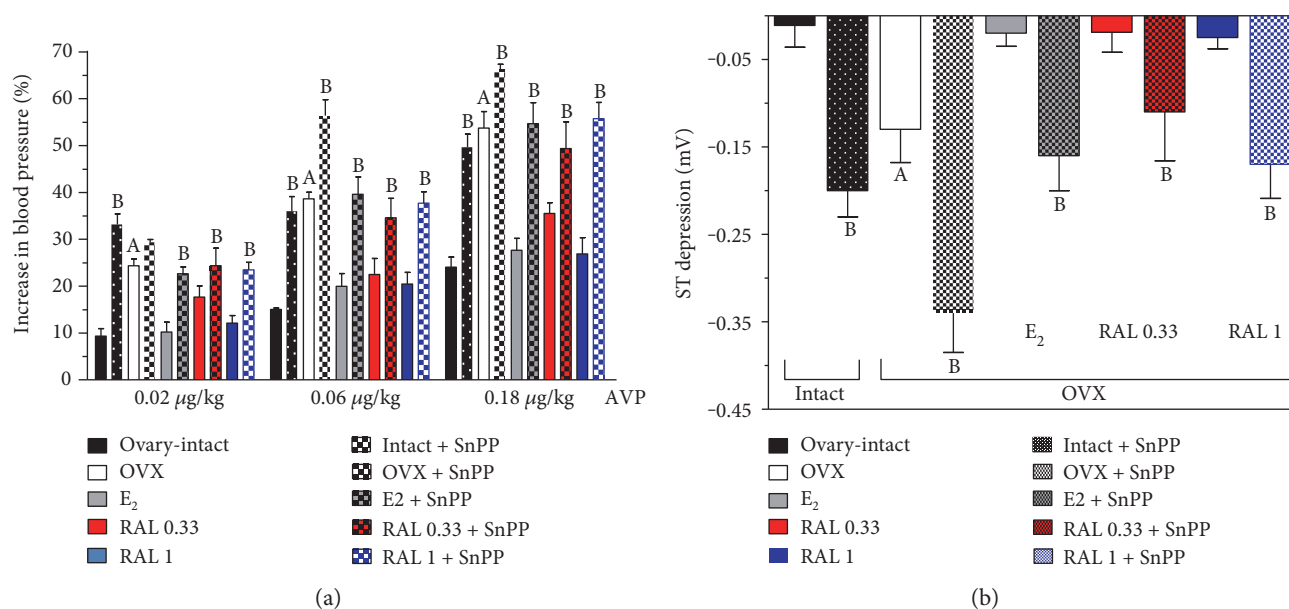 Increase in blood pressure (%)
70
60
50
40
30
20
10
0
B
A
B
B
B
B
A
B
B
B
B
B
A
B
B
B
B
0.02 μg/kg
0.06 μg/kg
0.18 μg/kg
AVP
Ovary-intact
OVX
E₂
RAL 0.33
RAL 1
Intact + SnPP
OVX + SnPP
E2 + SnPP
RAL 0.33 + SnPP
RAL 1 + SnPP
(a)
ST depression (mV)
−0.05
−0.15
−0.25
−0.35
−0.45
B
A
B
B
B
B
E₂
RAL 0.33
RAL 1
Intact
OVX
Ovary-intact
OVX
E₂
RAL 0.33
RAL 1
Intact + SnPP
OVX + SnPP
E2 + SnPP
RAL 0.33 + SnPP
RAL 1 + SnPP
(b)